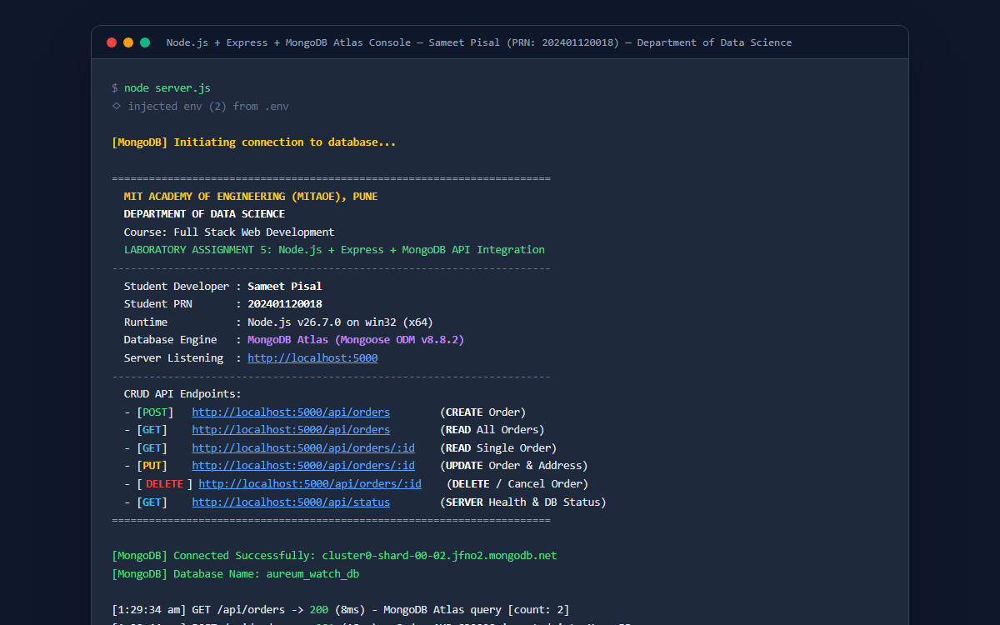 Node.js + Express + MongoDB Atlas Console — Sameet Pisal (PRN: 202401120018) — Department of Data Science
$ node server.js
◇ injected env (2) from .env
[MongoDB] Initiating connection to database...
=======================================================================
MIT ACADEMY OF ENGINEERING (MITAOE), PUNE
DEPARTMENT OF DATA SCIENCE
Course: Full Stack Web Development
LABORATORY ASSIGNMENT 5: Node.js + Express + MongoDB API Integration
-----------------------------------------------------------------------
Student Developer : Sameet Pisal
Student PRN       : 202401120018
Runtime           : Node.js v26.7.0 on win32 (x64)
Database Engine   : MongoDB Atlas (Mongoose ODM v8.8.2)
Server Listening  : http://localhost:5000
-----------------------------------------------------------------------
CRUD API Endpoints:
- [POST]   http://localhost:5000/api/orders        (CREATE Order)
- [GET]    http://localhost:5000/api/orders        (READ All Orders)
- [GET]    http://localhost:5000/api/orders/:id    (READ Single Order)
- [PUT]    http://localhost:5000/api/orders/:id    (UPDATE Order & Address)
- [DELETE] http://localhost:5000/api/orders/:id    (DELETE / Cancel Order)
- [GET]    http://localhost:5000/api/status        (SERVER Health & DB Status)
=======================================================================
[MongoDB] Connected Successfully: cluster0-shard-00-02.jfno2.mongodb.net
[MongoDB] Database Name: aureum_watch_db
[1:29:34 am] GET /api/orders -> 200 (8ms) - MongoDB Atlas query [count: 2]